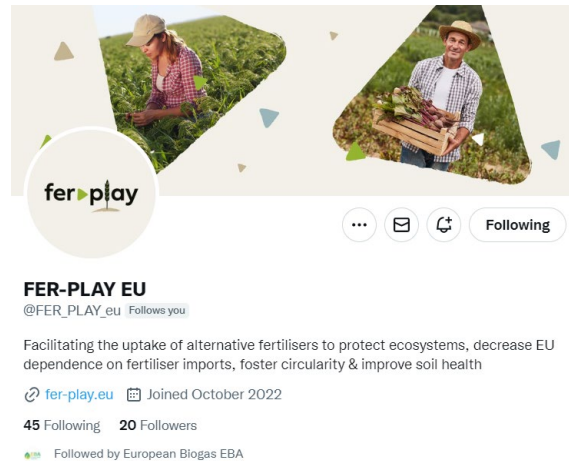 fer play
Following
FER-PLAY EU
@FER_PLAY_eu Follows you
Facilitating the uptake of alternative fertilisers to protect ecosystems, decrease EU
dependence on fertiliser imports, foster circularity & improve soil health
fer-play.eu Joined October 2022
45 Following 20 Followers
Followed by European Biogas EBA